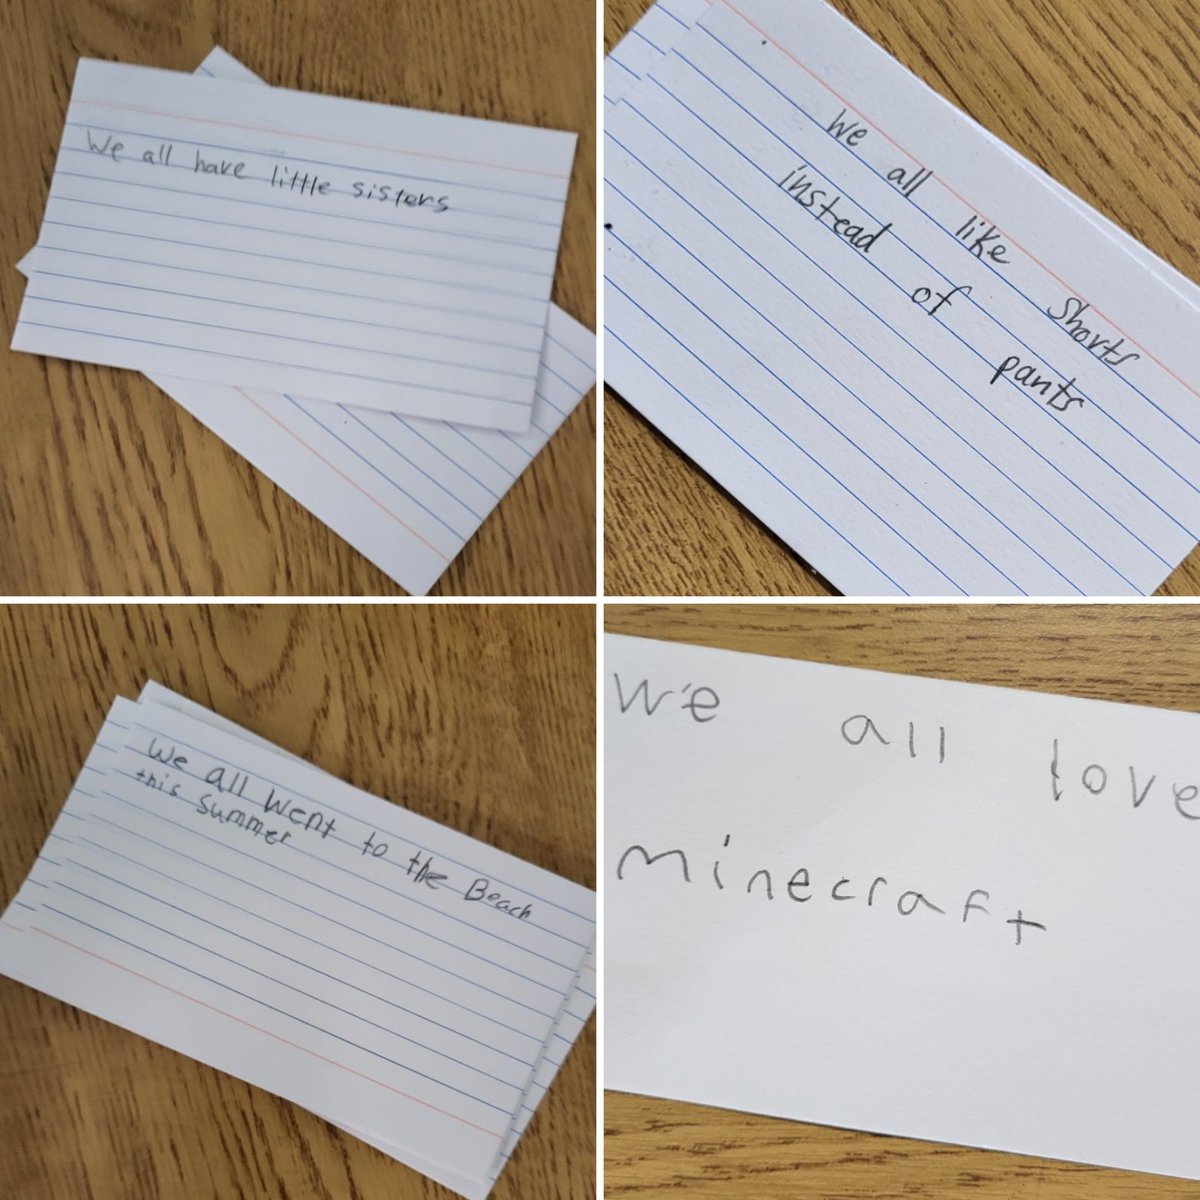 We all have little sisters
We all like Shorts
instead of pants
We all Went to the Beach
this Summer
We all love
minecraft